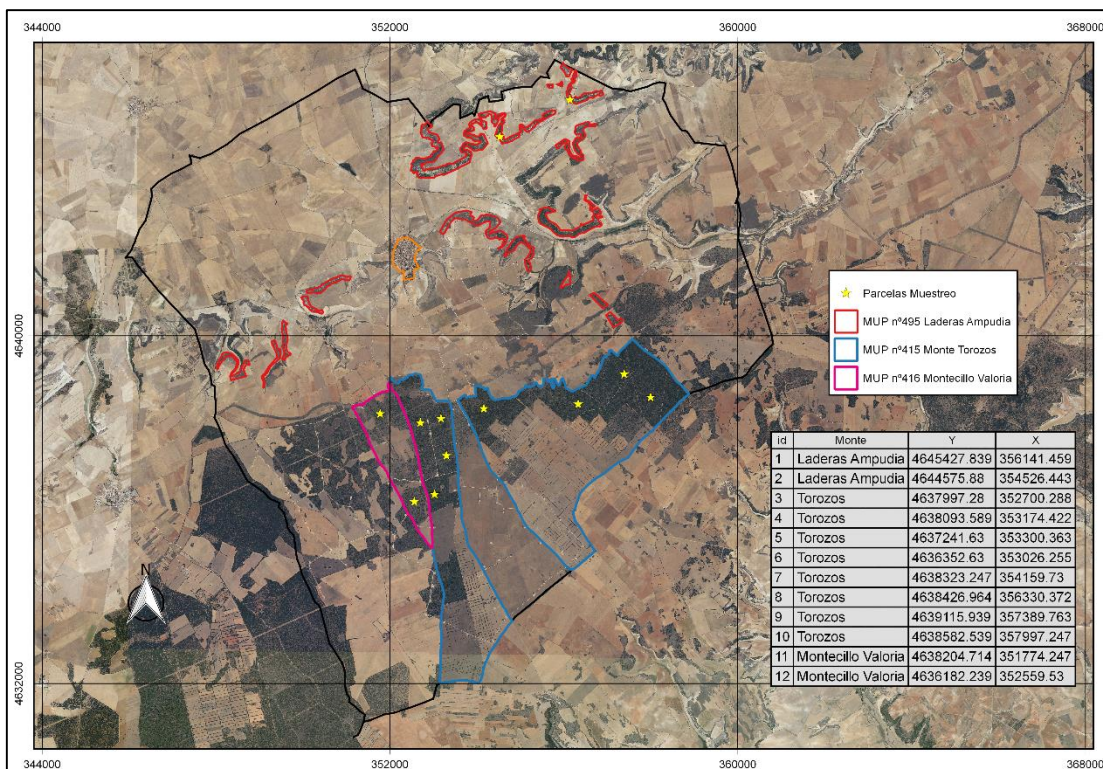 344000 352000 360000 368000
4640000
4632000
N
Parcelas Muestreo
MUP nº495 Laderas Ampudia
MUP nº415 Monte Torozos
MUP nº416 Montecillo Valoria
id Monte Y X
1 Laderas Ampudia 4645427.839 356141.459
2 Laderas Ampudia 4644575.88 354526.443
3 Torozos 4637997.28 352700.288
4 Torozos 4638093.589 353174.422
5 Torozos 4637241.63 353300.363
6 Torozos 4636352.63 353026.255
7 Torozos 4638323.247 354159.73
8 Torozos 4638426.964 356330.372
9 Torozos 4639115.939 357389.763
10 Torozos 4638582.539 357997.247
11 Montecillo Valoria 4638204.714 351774.247
12 Montecillo Valoria 4636182.239 352559.53
4640000
4632000
344000 352000 360000 368000